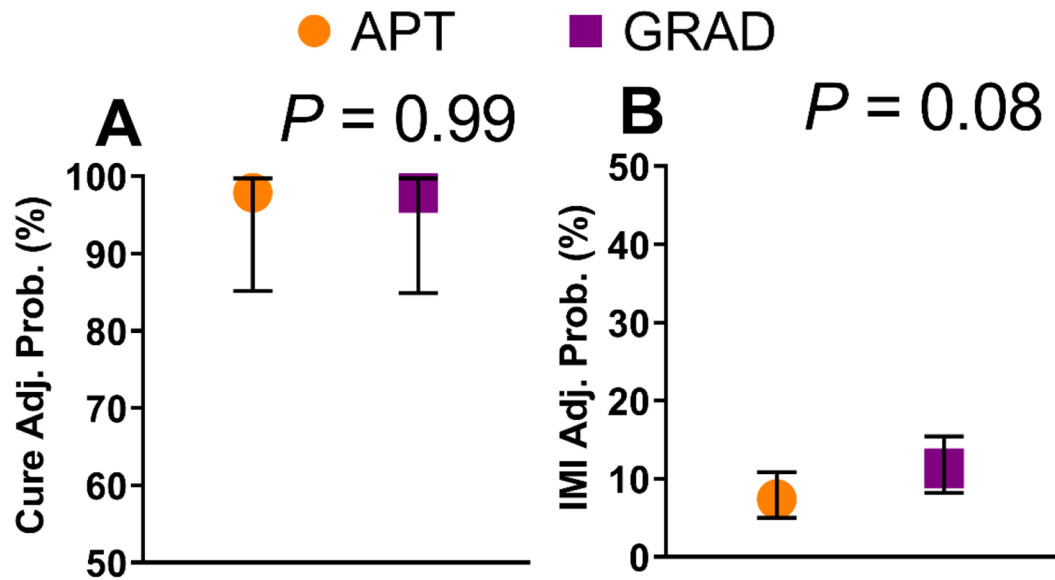 APT GRAD
A P = 0.99
B P = 0.08
Cure Adj. Prob. (%)
100
90
80
70
60
50
IMI Adj. Prob. (%)
50
40
30
20
10
0